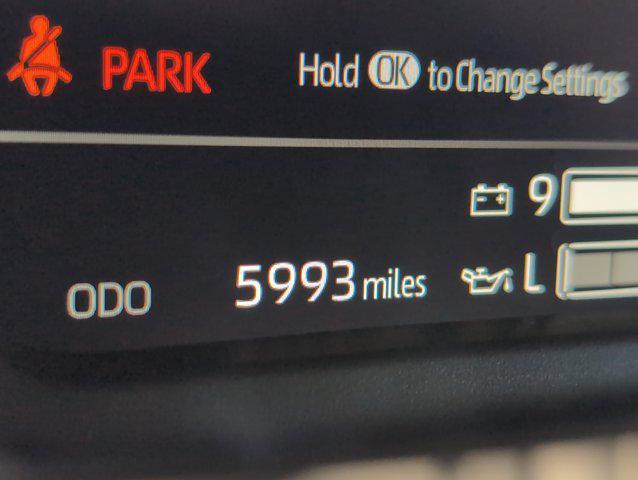 PARK Hold OK to Change Settings
9
ODO 5993 miles L